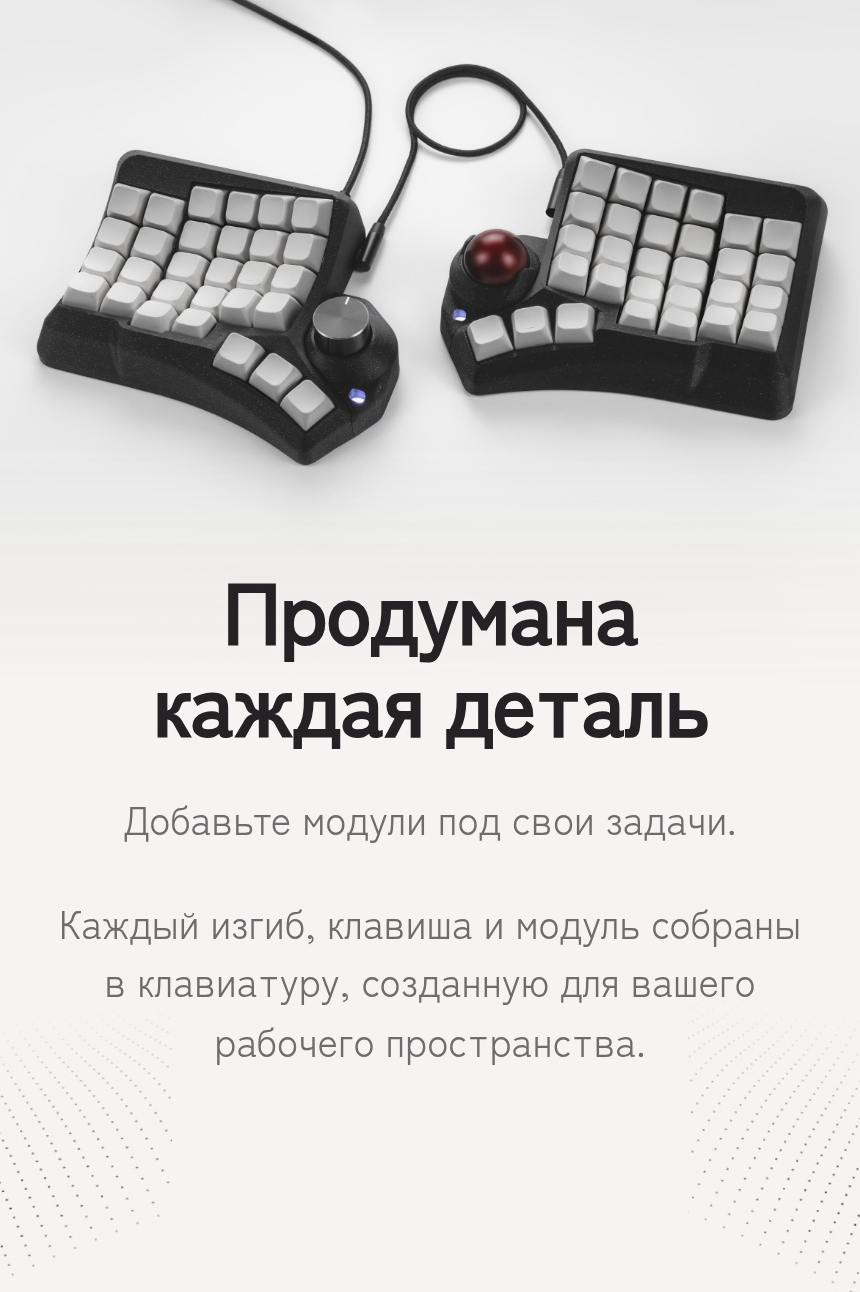 Продумана
каждая деталь
Добавьте модули под свои задачи.
Каждый изгиб, клавиша и модуль собраны
в клавиатуру, созданную для вашего
рабочего пространства.